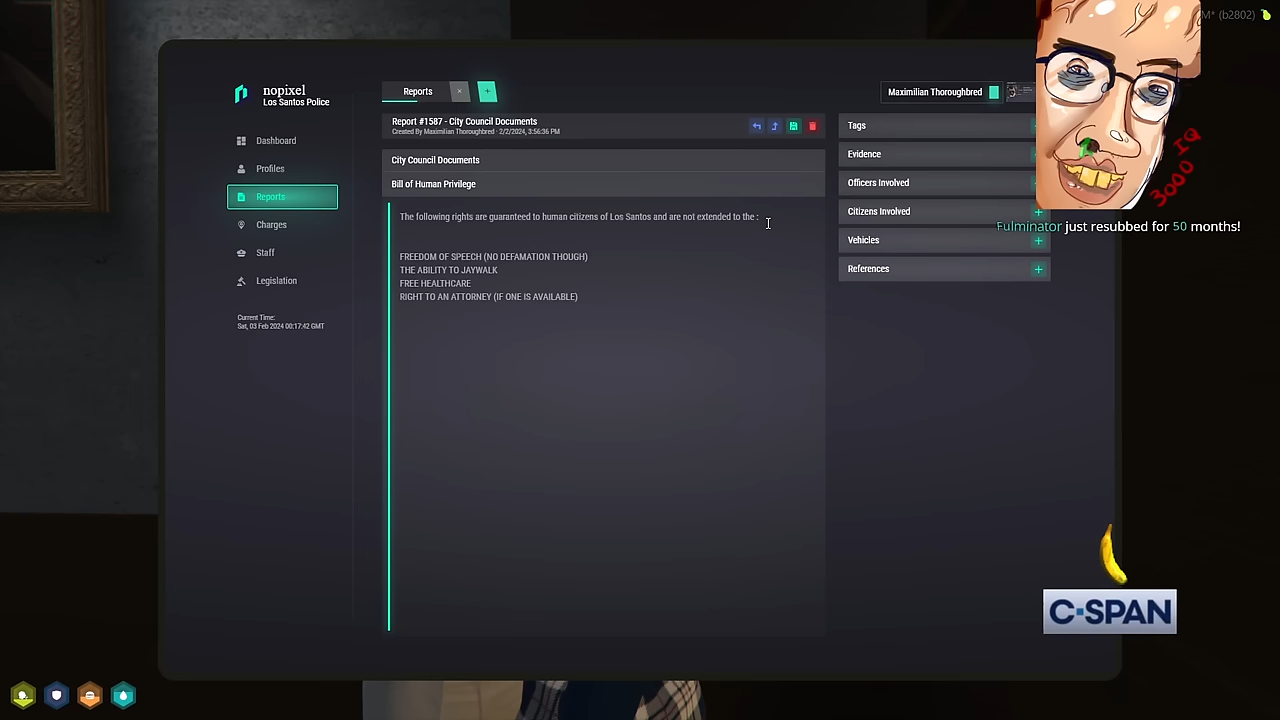 M* (b2802)
nopixel
Los Santos Police
Reports
+
Maximilian Thoroughbred
Report #1587 - City Council Documents
Created By Maximilian Thoroughbred · 2/2/2024, 3:56:36 PM
Tags
Dashboard
City Council Documents
Evidence
Profiles
Bill of Human Privilege
Officers Involved
Reports
The following rights are guaranteed to human citizens of Los Santos and are not extended to the :
Citizens Involved
3000 IQ
Fulminator just resubbed for 50 months!
Charges
Vehicles
Staff
FREEDOM OF SPEECH (NO DEFAMATION THOUGH)
THE ABILITY TO JAYWALK
References
Legislation
FREE HEALTHCARE
RIGHT TO AN ATTORNEY (IF ONE IS AVAILABLE)
Current Time:
Sat, 03 Feb 2024 00:17:42 GMT
C-SPAN